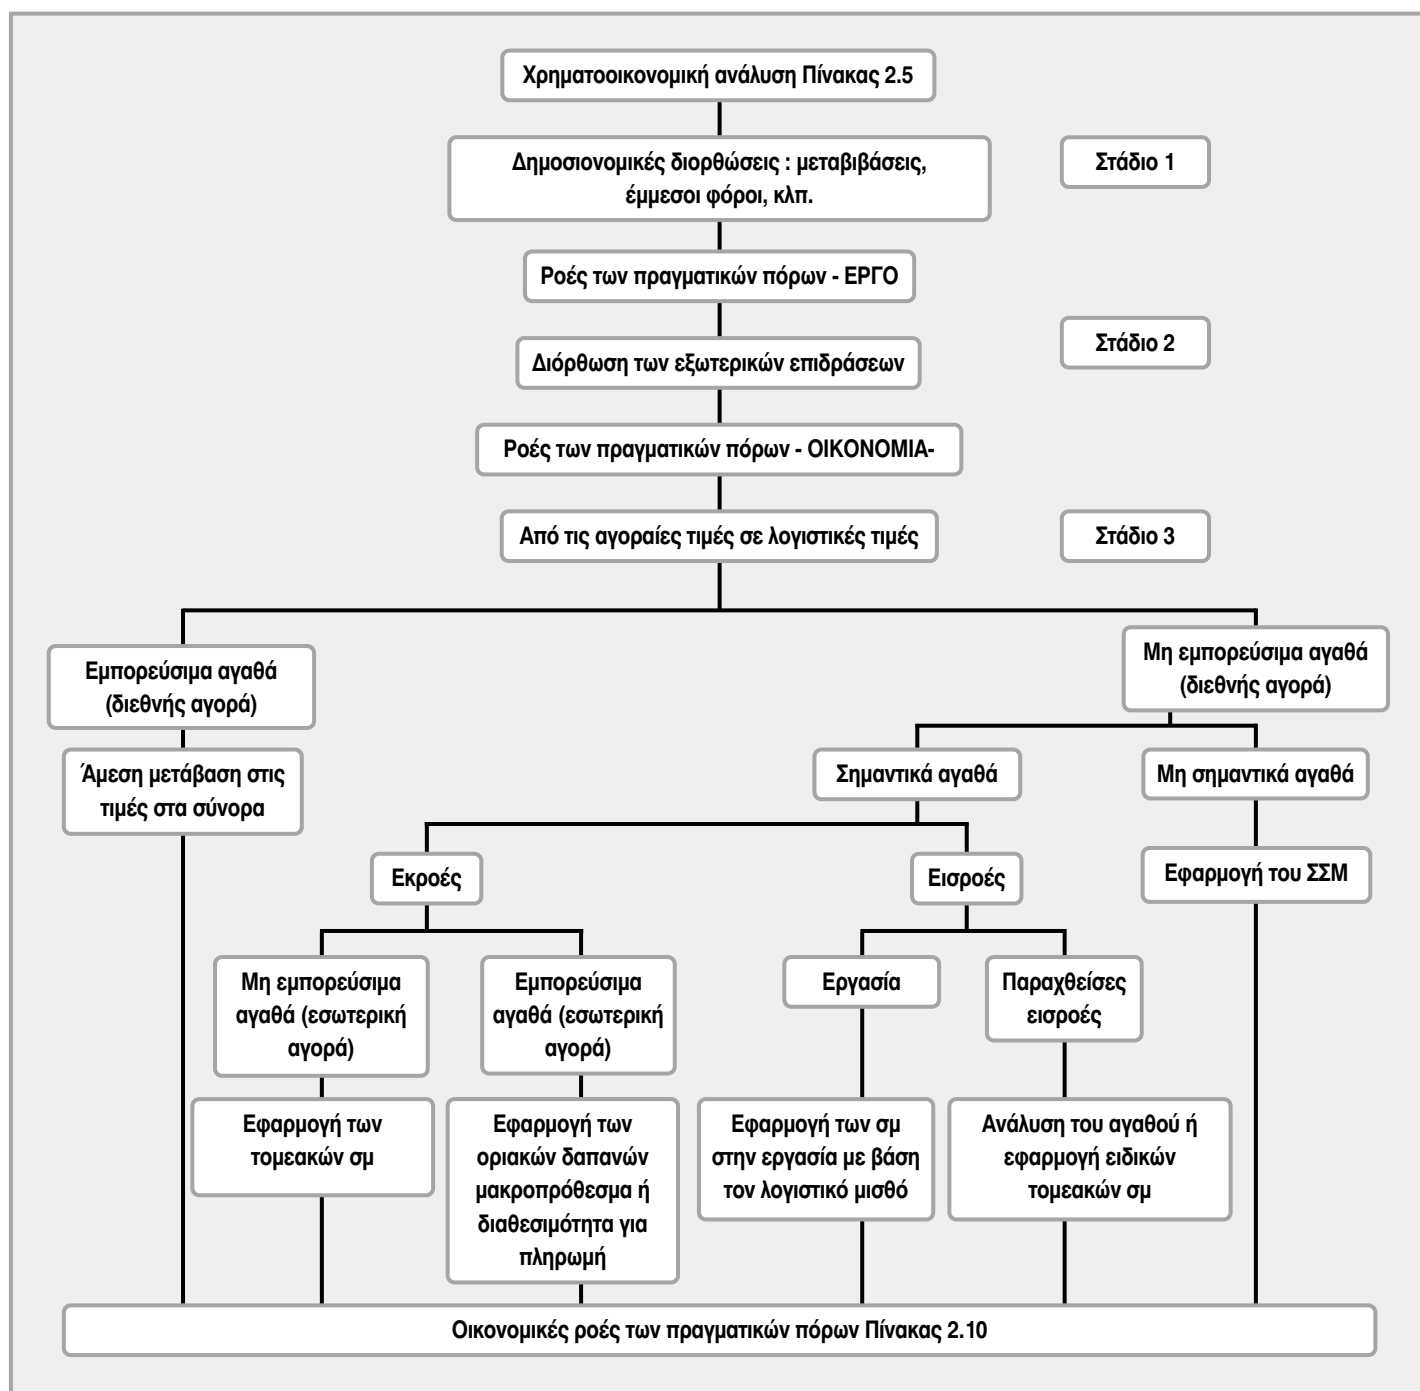 Χρηματοοικονομική ανάλυση Πίνακας 2.5
Δημοσιονομικές διορθώσεις : μεταβιβάσεις,
έμμεσοι φόροι, κλπ.
Στάδιο 1
Ροές των πραγματικών πόρων - ΕΡΓΟ
Στάδιο 2
Διόρθωση των εξωτερικών επιδράσεων
Ροές των πραγματικών πόρων - ΟΙΚΟΝΟΜΙΑ-
Από τις αγοραίες τιμές σε λογιστικές τιμές
Στάδιο 3
Εμπορεύσιμα αγαθά
(διεθνής αγορά)
Μη εμπορεύσιμα αγαθά
(διεθνής αγορά)
Άμεση μετάβαση στις
τιμές στα σύνορα
Σημαντικά αγαθά
Μη σημαντικά αγαθά
Εκροές
Εισροές
Εφαρμογή του ΣΣΜ
Μη εμπορεύσιμα
αγαθά (εσωτερική
αγορά)
Εμπορεύσιμα
αγαθά (εσωτερική
αγορά)
Εργασία
Παραχθείσες
εισροές
Εφαρμογή των
τομεακών σμ
Εφαρμογή των
οριακών δαπανών
μακροπρόθεσμα ή
διαθεσιμότητα για
πληρωμή
Εφαρμογή των σμ
στην εργασία με βάση
τον λογιστικό μισθό
Ανάλυση του αγαθού ή
εφαρμογή ειδικών
τομεακών σμ
Οικονομικές ροές των πραγματικών πόρων Πίνακας 2.10